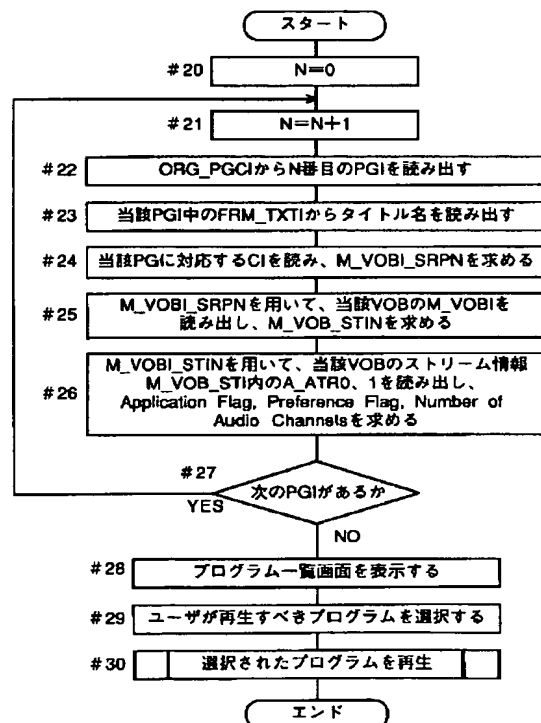 スタート
#20 N=0
#21 N=N+1
#22 ORG_PGCIからN番目のPGIを読み出す
#23 当該PGI中のFRM_TXTIからタイトル名を読み出す
#24 当該PGに対応するCIを読み、M_VOBI_SRPNを求める
#25 M_VOBI_SRPNを用いて、当該VOBのM_VOBIを
読み出し、M_VOB_STINを求める
#26 M_VOBI_STINを用いて、当該VOBのストリーム情報
M_VOB_STI内のA_ATR0、1を読み出し、
Application Flag, Preference Flag, Number of
Audio Channelsを求める
#27 次のPGIがあるか
YES
NO
#28 プログラム一覧画面を表示する
#29 ユーザが再生すべきプログラムを選択する
#30 選択されたプログラムを再生
エンド